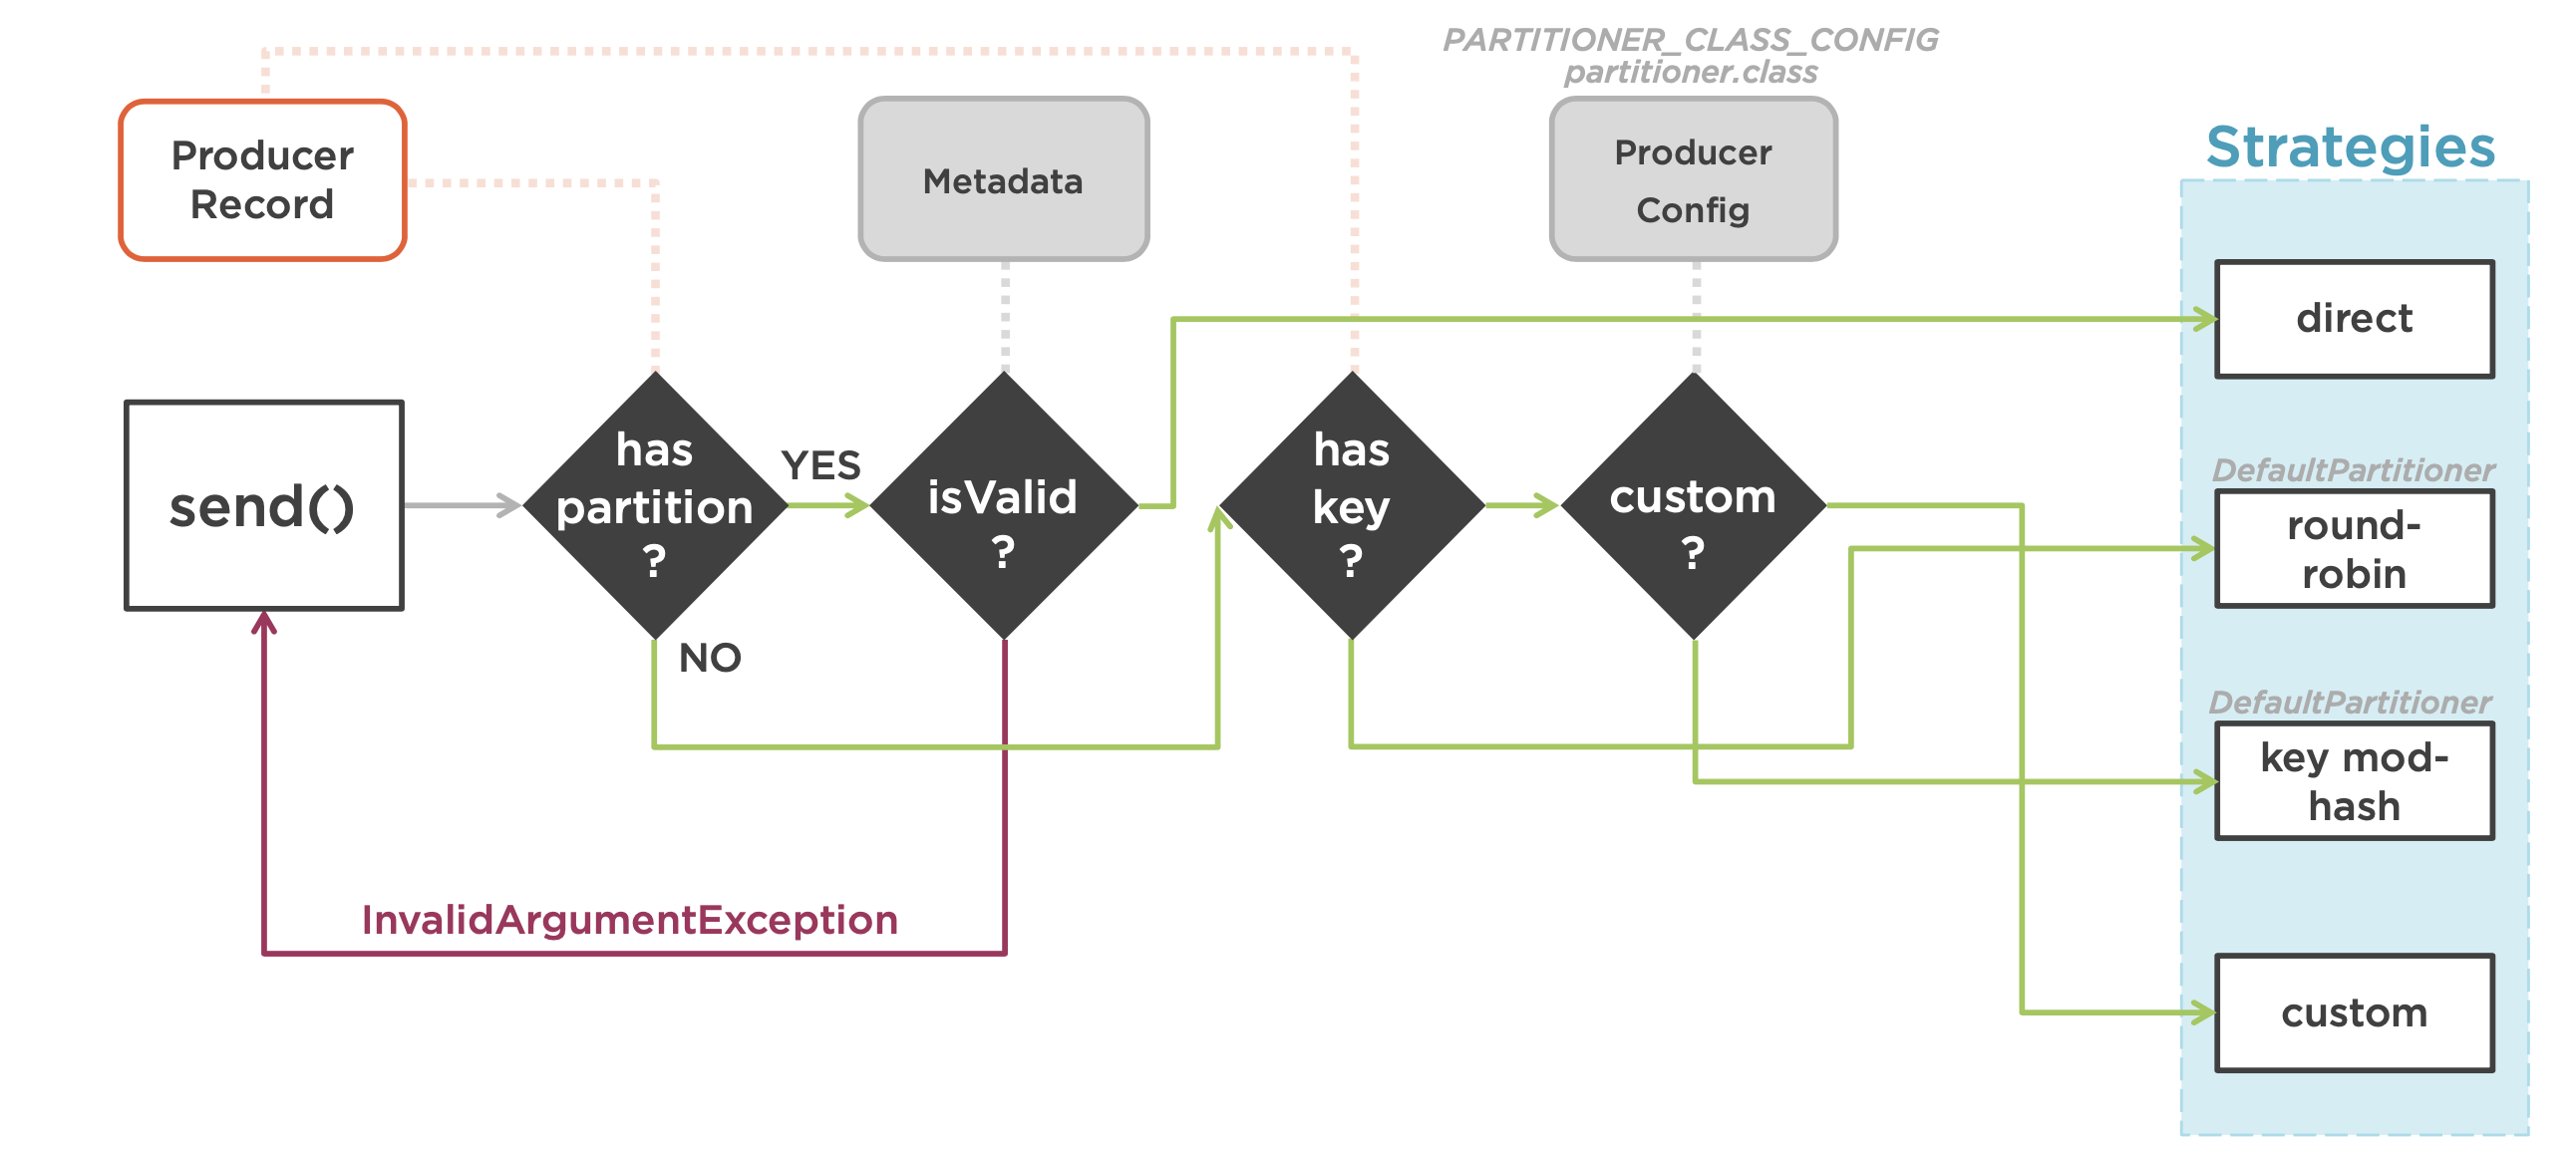 PARTITIONER_CLASS_CONFIG
partitioner.class
Producer
Record
Metadata
Producer
Config
Strategies
direct
send()
has
partition
?
YES
NO
isValid
?
has
key
?
custom
?
DefaultPartitioner
round-
robin
DefaultPartitioner
key mod-
hash
InvalidArgumentException
custom